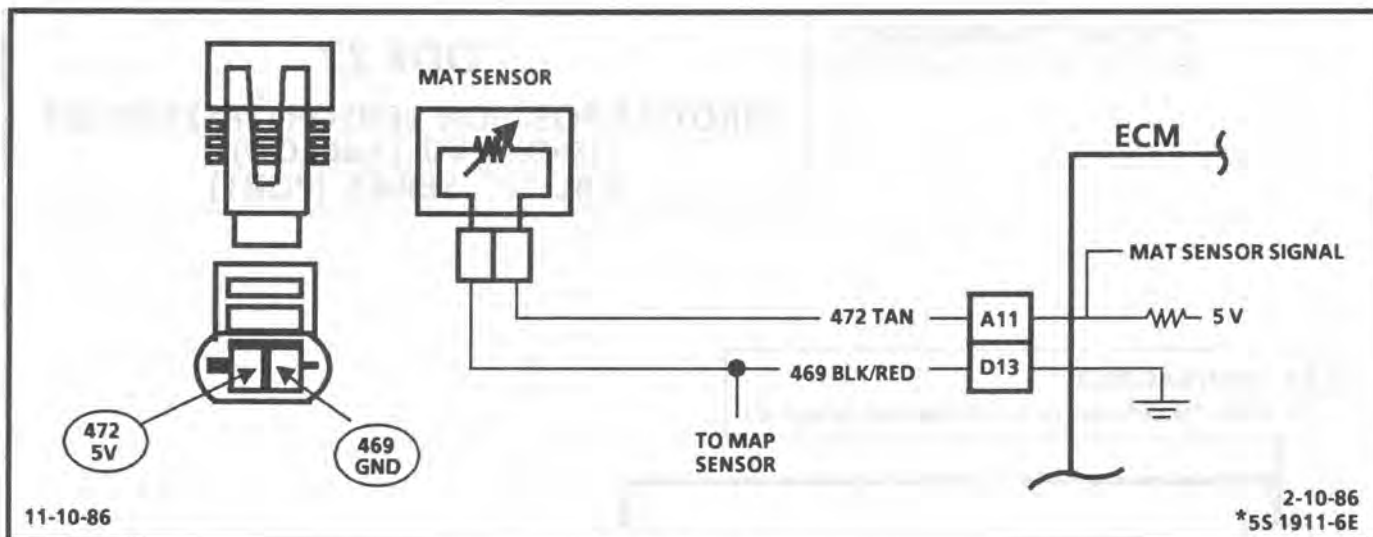 MAT SENSOR
ECM
MAT SENSOR SIGNAL
472 TAN
A11
5 V
469 BLK/RED
D13
472
5V
469
GND
TO MAP
SENSOR
11-10-86
2-10-86
*5S 1911-6E